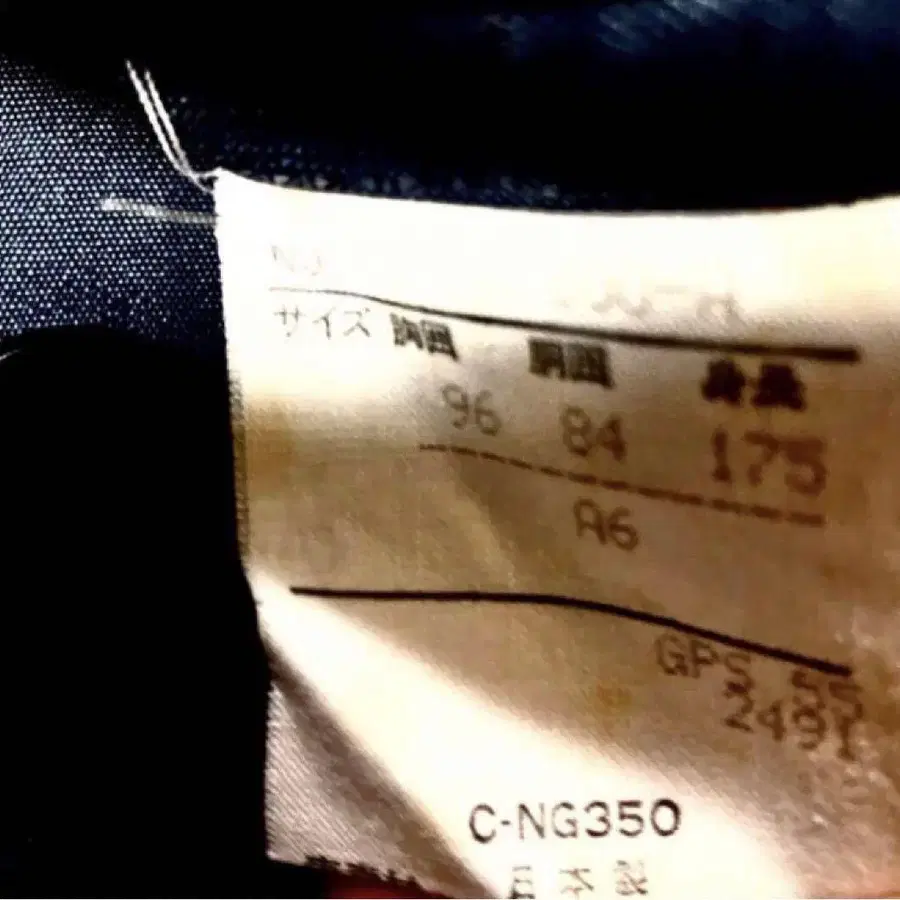 サイズ 胸囲 胴囲 身長
96 84 175
A6
GPS 55
2491
C-NG350
日本製